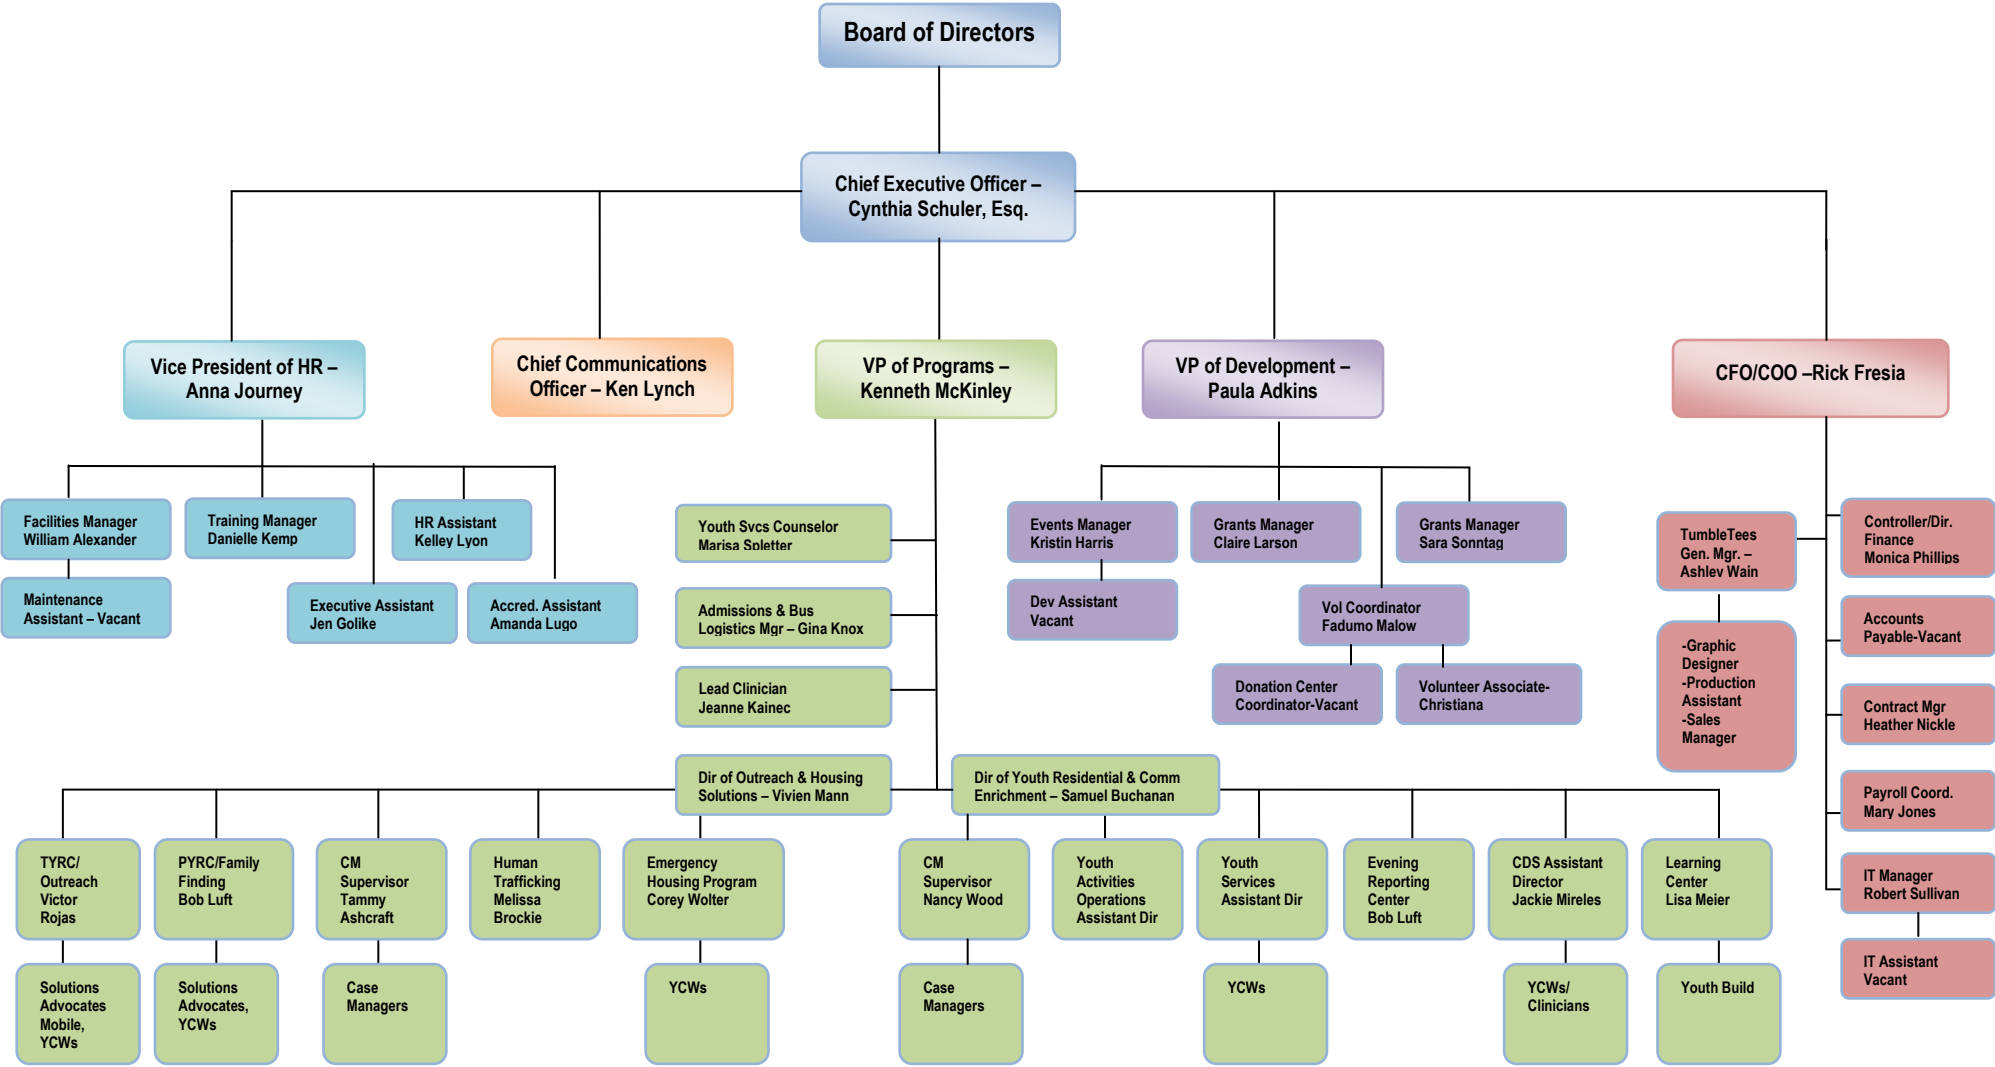 Board of Directors
Chief Executive Officer –
Cynthia Schuler, Esq.
Vice President of HR –
Anna Journey
Chief Communications
Officer – Ken Lynch
VP of Programs –
Kenneth McKinley
VP of Development –
Paula Adkins
CFO/COO –Rick Fresia
Facilities Manager
William Alexander
Training Manager
Danielle Kemp
HR Assistant
Kelley Lyon
Maintenance
Assistant – Vacant
Executive Assistant
Jen Golike
Accred. Assistant
Amanda Lugo
Youth Svcs Counselor
Marisa Spletter
Admissions & Bus
Logistics Mgr – Gina Knox
Lead Clinician
Jeanne Kainec
Events Manager
Kristin Harris
Grants Manager
Claire Larson
Grants Manager
Sara Sonntag
Dev Assistant
Vacant
Vol Coordinator
Fadumo Malow
Donation Center
Coordinator-Vacant
Volunteer Associate-
Christiana
TumbleTees
Gen. Mgr. –
Ashley Wain
-Graphic
Designer
-Production
Assistant
-Sales
Manager
Controller/Dir.
Finance
Monica Phillips
Accounts
Payable-Vacant
Contract Mgr
Heather Nickle
Payroll Coord.
Mary Jones
IT Manager
Robert Sullivan
IT Assistant
Vacant
Dir of Outreach & Housing
Solutions – Vivien Mann
Dir of Youth Residential & Comm
Enrichment – Samuel Buchanan
TYRC/
Outreach
Victor
Rojas
PYRC/Family
Finding
Bob Luft
CM
Supervisor
Tammy
Ashcraft
Human
Trafficking
Melissa
Brockie
Emergency
Housing Program
Corey Wolter
CM
Supervisor
Nancy Wood
Youth
Activities
Operations
Assistant Dir
Youth
Services
Assistant Dir
Evening
Reporting
Center
Bob Luft
CDS Assistant
Director
Jackie Mireles
Learning
Center
Lisa Meier
Solutions
Advocates
Mobile,
YCWs
Solutions
Advocates,
YCWs
Case
Managers
YCWs
Case
Managers
YCWs
YCWs/
Clinicians
Youth Build